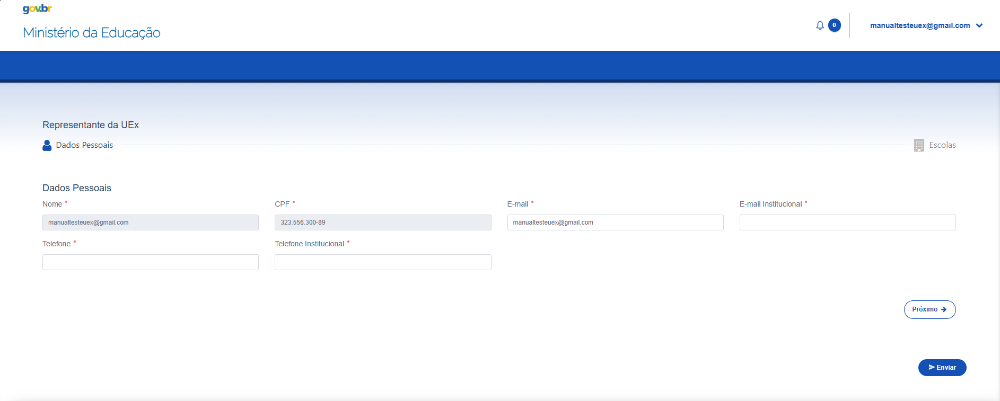 gov.br
Ministério da Educação
0
manualtesteuex@gmail.com
Representante da UEx
Dados Pessoais
Escolas
Dados Pessoais
Nome *
CPF *
E-mail *
E-mail Institucional *
manualtesteuex@gmail.com
323.556.300-89
manualtesteuex@gmail.com
Telefone *
Telefone Institucional *
Próximo
Enviar